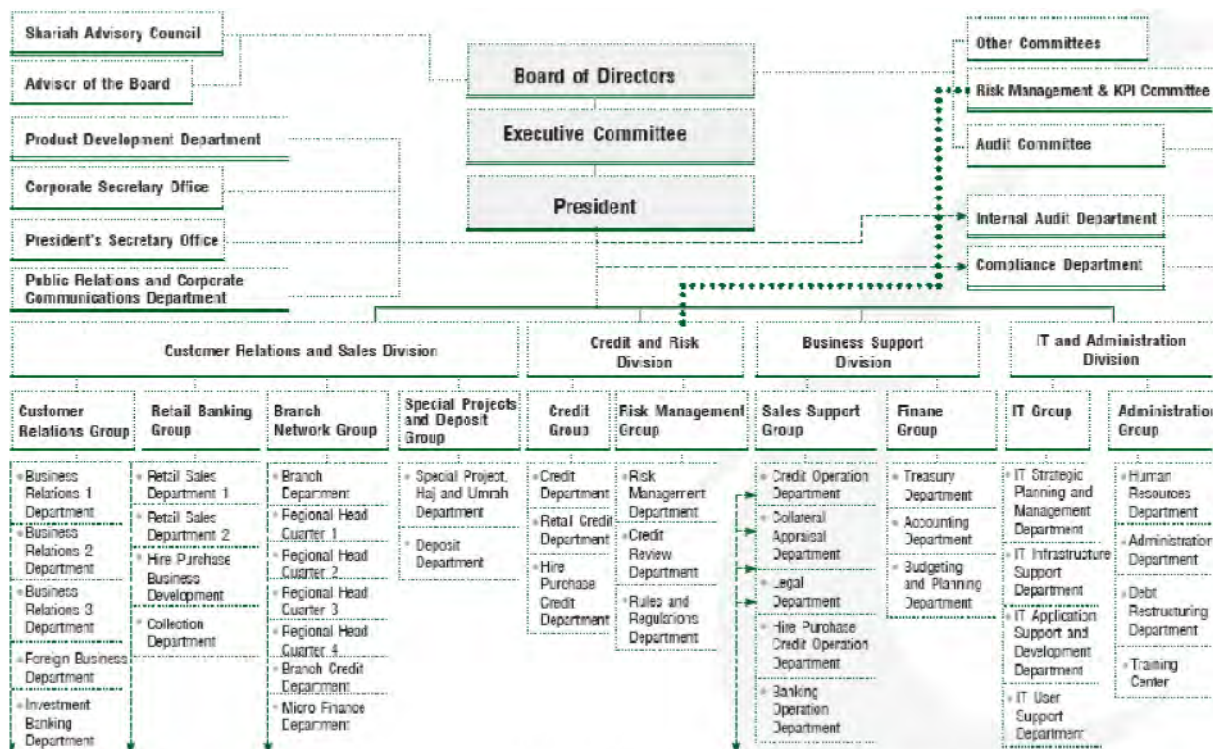 Shariah Advisory Council
Advisor of the Board
Product Development Department
Corporate Secretary Office
President's Secretary Office
Public Relations and Corporate
Communications Department
Board of Directors
Executive Committee
President
Other Committees
Risk Management & KPI Committee
Audit Committee
Internal Audit Department
Compliance Department
Customer Relations and Sales Division
Credit and Risk
Division
Business Support
Division
IT and Administration
Division
Customer
Relations Group
Retail Banking
Group
Branch
Network Group
Special Projects
and Deposit
Group
Credit
Group
Risk Management
Group
Sales Support
Group
Finane
Group
IT Group
Administration
Group
Business
Relations 1
Department
Business
Relations 2
Department
Business
Relations 3
Department
Foreign Business
Department
Investment
Banking
Department
Retail Sales
Department 1
Retail Sales
Department 2
Hire Purchase
Business
Development
Collection
Department
Branch
Department
Regional Head
Quarter 1
Regional Head
Quarter 2
Regional Head
Quarter 3
Regional Head
Quarter 4
Branch Credit
Department
Micro Finance
Department
Special Project,
Haj and Umrah
Department
Deposit
Department
Credit
Department
Retail Credit
Department
Hire
Purchase
Credit
Department
Risk
Management
Department
Credit
Review
Department
Rules and
Regulations
Department
Credit Operation
Department
Collateral
Appraisal
Department
Legal
Department
Hire Purchase
Credit Operation
Department
Banking
Operation
Department
Treasury
Department
Accounting
Department
Budgeting
and Planning
Department
IT Strategic
Planning and
Management
Department
IT Infrastructure
Support
Department
IT Application
Support and
Development
Department
IT User
Support
Department
Human
Resources
Department
Administration
Department
Debt
Restructuring
Department
Training
Center